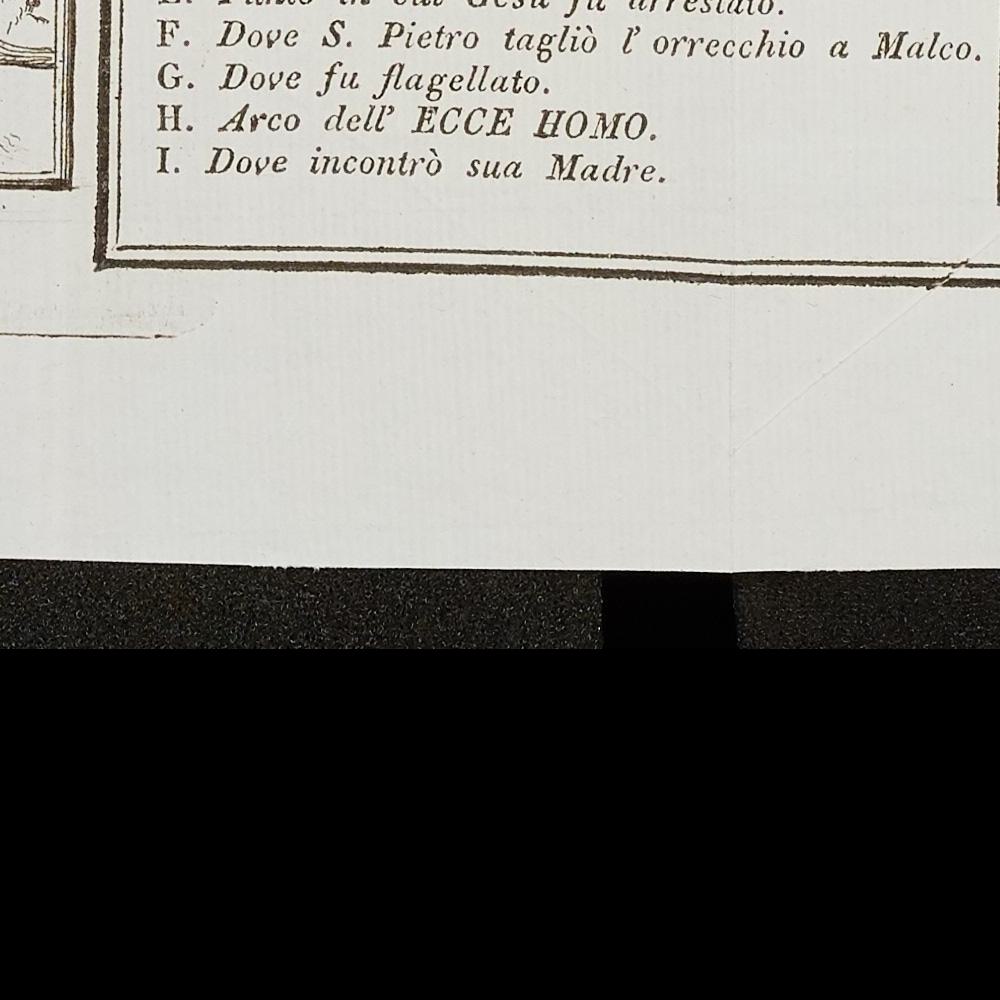 E. Punto in cui Gesù fu arrestato.
F. Dove S. Pietro tagliò l' orrecchio a Malco.
G. Dove fu flagellato.
H. Arco dell' ECCE HOMO.
I. Dove incontrò sua Madre.